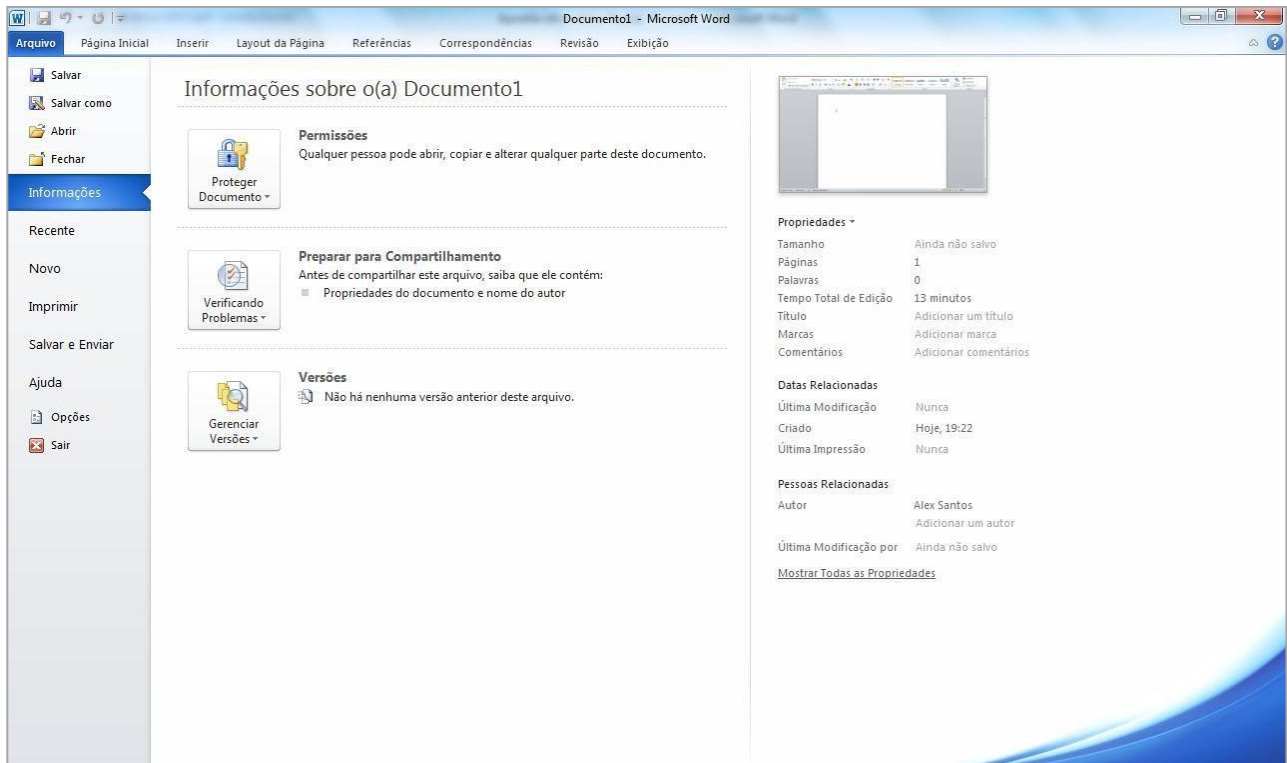 Documento1 - Microsoft Word
Arquivo Página Inicial Inserir Layout da Página Referências Correspondências Revisão Exibição
Salvar
Salvar como
Abrir
Fechar
Informações
Recente
Novo
Imprimir
Salvar e Enviar
Ajuda
Opções
Sair
Informações sobre o(a) Documento1
Proteger
Documento
Permissões
Qualquer pessoa pode abrir, copiar e alterar qualquer parte deste documento.
Verificando
Problemas
Preparar para Compartilhamento
Antes de compartilhar este arquivo, saiba que ele contém:
Propriedades do documento e nome do autor
Gerenciar
Versões
Versões
Não há nenhuma versão anterior deste arquivo.
Propriedades
Tamanho Ainda não salvo
Páginas 1
Palavras 0
Tempo Total de Edição 13 minutos
Título Adicionar um título
Marcas Adicionar marca
Comentários Adicionar comentários
Datas Relacionadas
Última Modificação Nunca
Criado Hoje, 19:22
Última Impressão Nunca
Pessoas Relacionadas
Autor Alex Santos
Adicionar um autor
Última Modificação por Ainda não salvo
Mostrar Todas as Propriedades